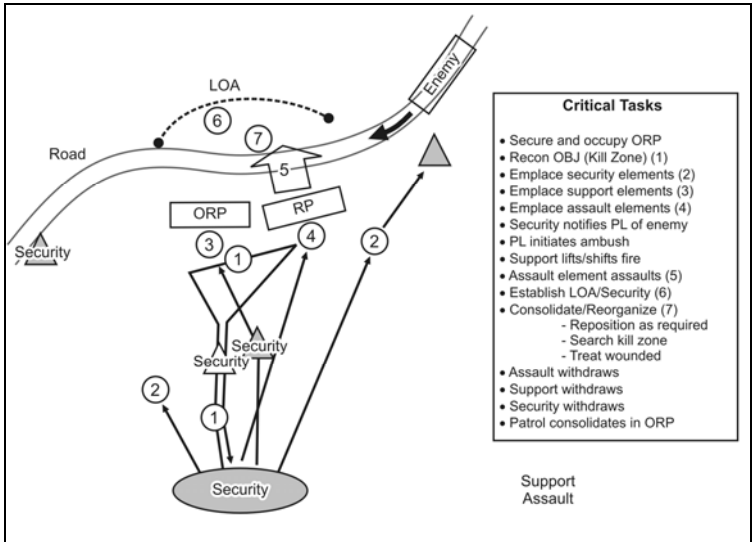 LOA
Enemy
6
7
Road
5
ORP
RP
Security
3
1
4
2
Security
Security
2
1
Security
Critical Tasks
• Secure and occupy ORP
• Recon OBJ (Kill Zone) (1)
• Emplace security elements (2)
• Emplace support elements (3)
• Emplace assault elements (4)
• Security notifies PL of enemy
• PL initiates ambush
• Support lifts/shifts fire
• Assault element assaults (5)
• Establish LOA/Security (6)
• Consolidate/Reorganize (7)
- Reposition as required
- Search kill zone
- Treat wounded
• Assault withdraws
• Support withdraws
• Security withdraws
• Patrol consolidates in ORP
Support
Assault